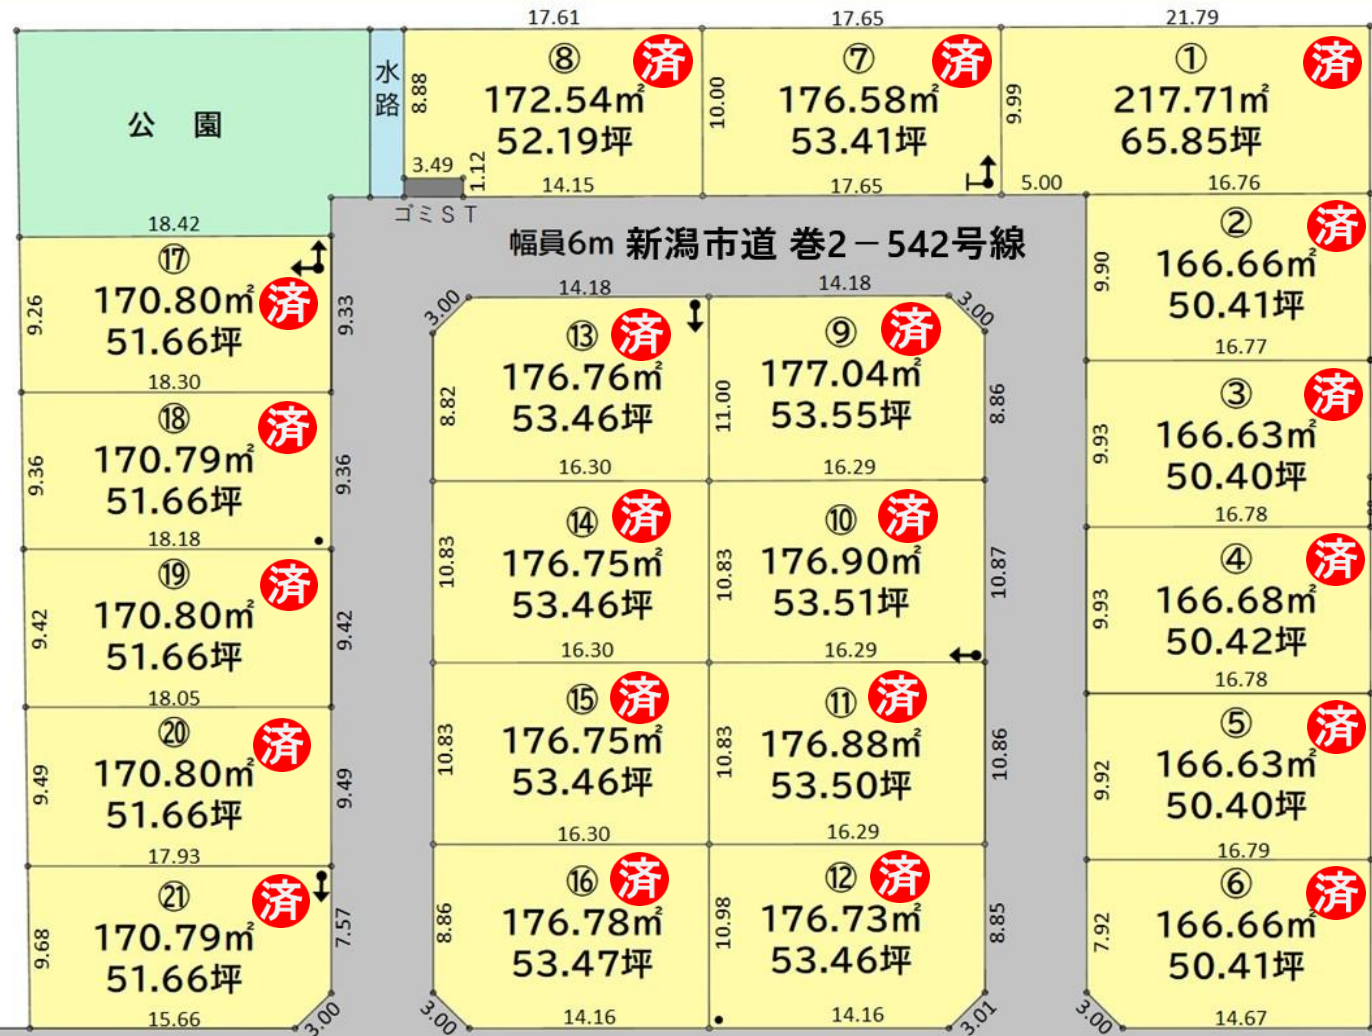 17.61
17.65
21.79
公　園
水路
8.88
⑧
済
172.54㎡
52.19坪
3.49
1.12
14.15
ゴミＳＴ
10.00
⑦
済
176.58㎡
53.41坪
17.65
9.99
①
済
217.71㎡
65.85坪
5.00
16.76
幅員6m 新潟市道 巻2－542号線
18.42
⑰
済
170.80㎡
51.66坪
9.26
9.33
18.30
⑱
済
170.79㎡
51.66坪
9.36
9.36
18.18
⑲
済
170.80㎡
51.66坪
9.42
9.42
18.05
⑳
済
170.80㎡
51.66坪
9.49
9.49
17.93
㉑
済
170.79㎡
51.66坪
9.68
7.57
15.66
3.00
3.00
14.18
⑬
済
176.76㎡
53.46坪
8.82
11.00
16.30
⑭
済
176.75㎡
53.46坪
10.83
10.83
16.30
⑮
済
176.75㎡
53.46坪
10.83
10.83
16.30
⑯
済
176.78㎡
53.47坪
8.86
10.98
3.00
14.16
14.18
3.00
⑨
済
177.04㎡
53.55坪
8.86
16.29
⑩
済
176.90㎡
53.51坪
10.87
16.29
⑪
済
176.88㎡
53.50坪
10.86
16.29
⑫
済
176.73㎡
53.46坪
8.85
14.16
3.01
②
済
166.66㎡
50.41坪
9.90
16.77
③
済
166.63㎡
50.40坪
9.93
16.78
④
済
166.68㎡
50.42坪
9.93
16.78
⑤
済
166.63㎡
50.40坪
9.92
16.79
⑥
済
166.66㎡
50.41坪
7.92
3.00
14.67